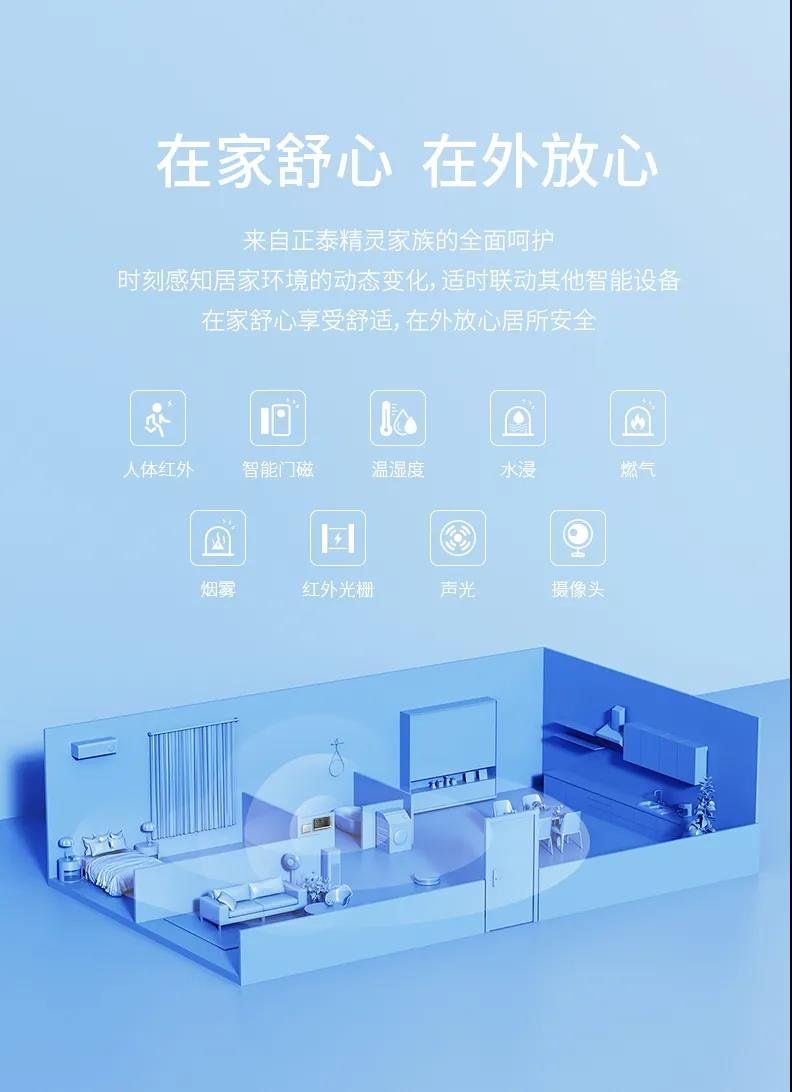 在家舒心 在外放心
来自正泰精灵家族的全面呵护
时刻感知居家环境的动态变化,适时联动其他智能设备
在家舒心享受舒适,在外放心居所安全
人体红外 智能门磁 温湿度 水浸 燃气
烟雾 红外光栅 声光 摄像头